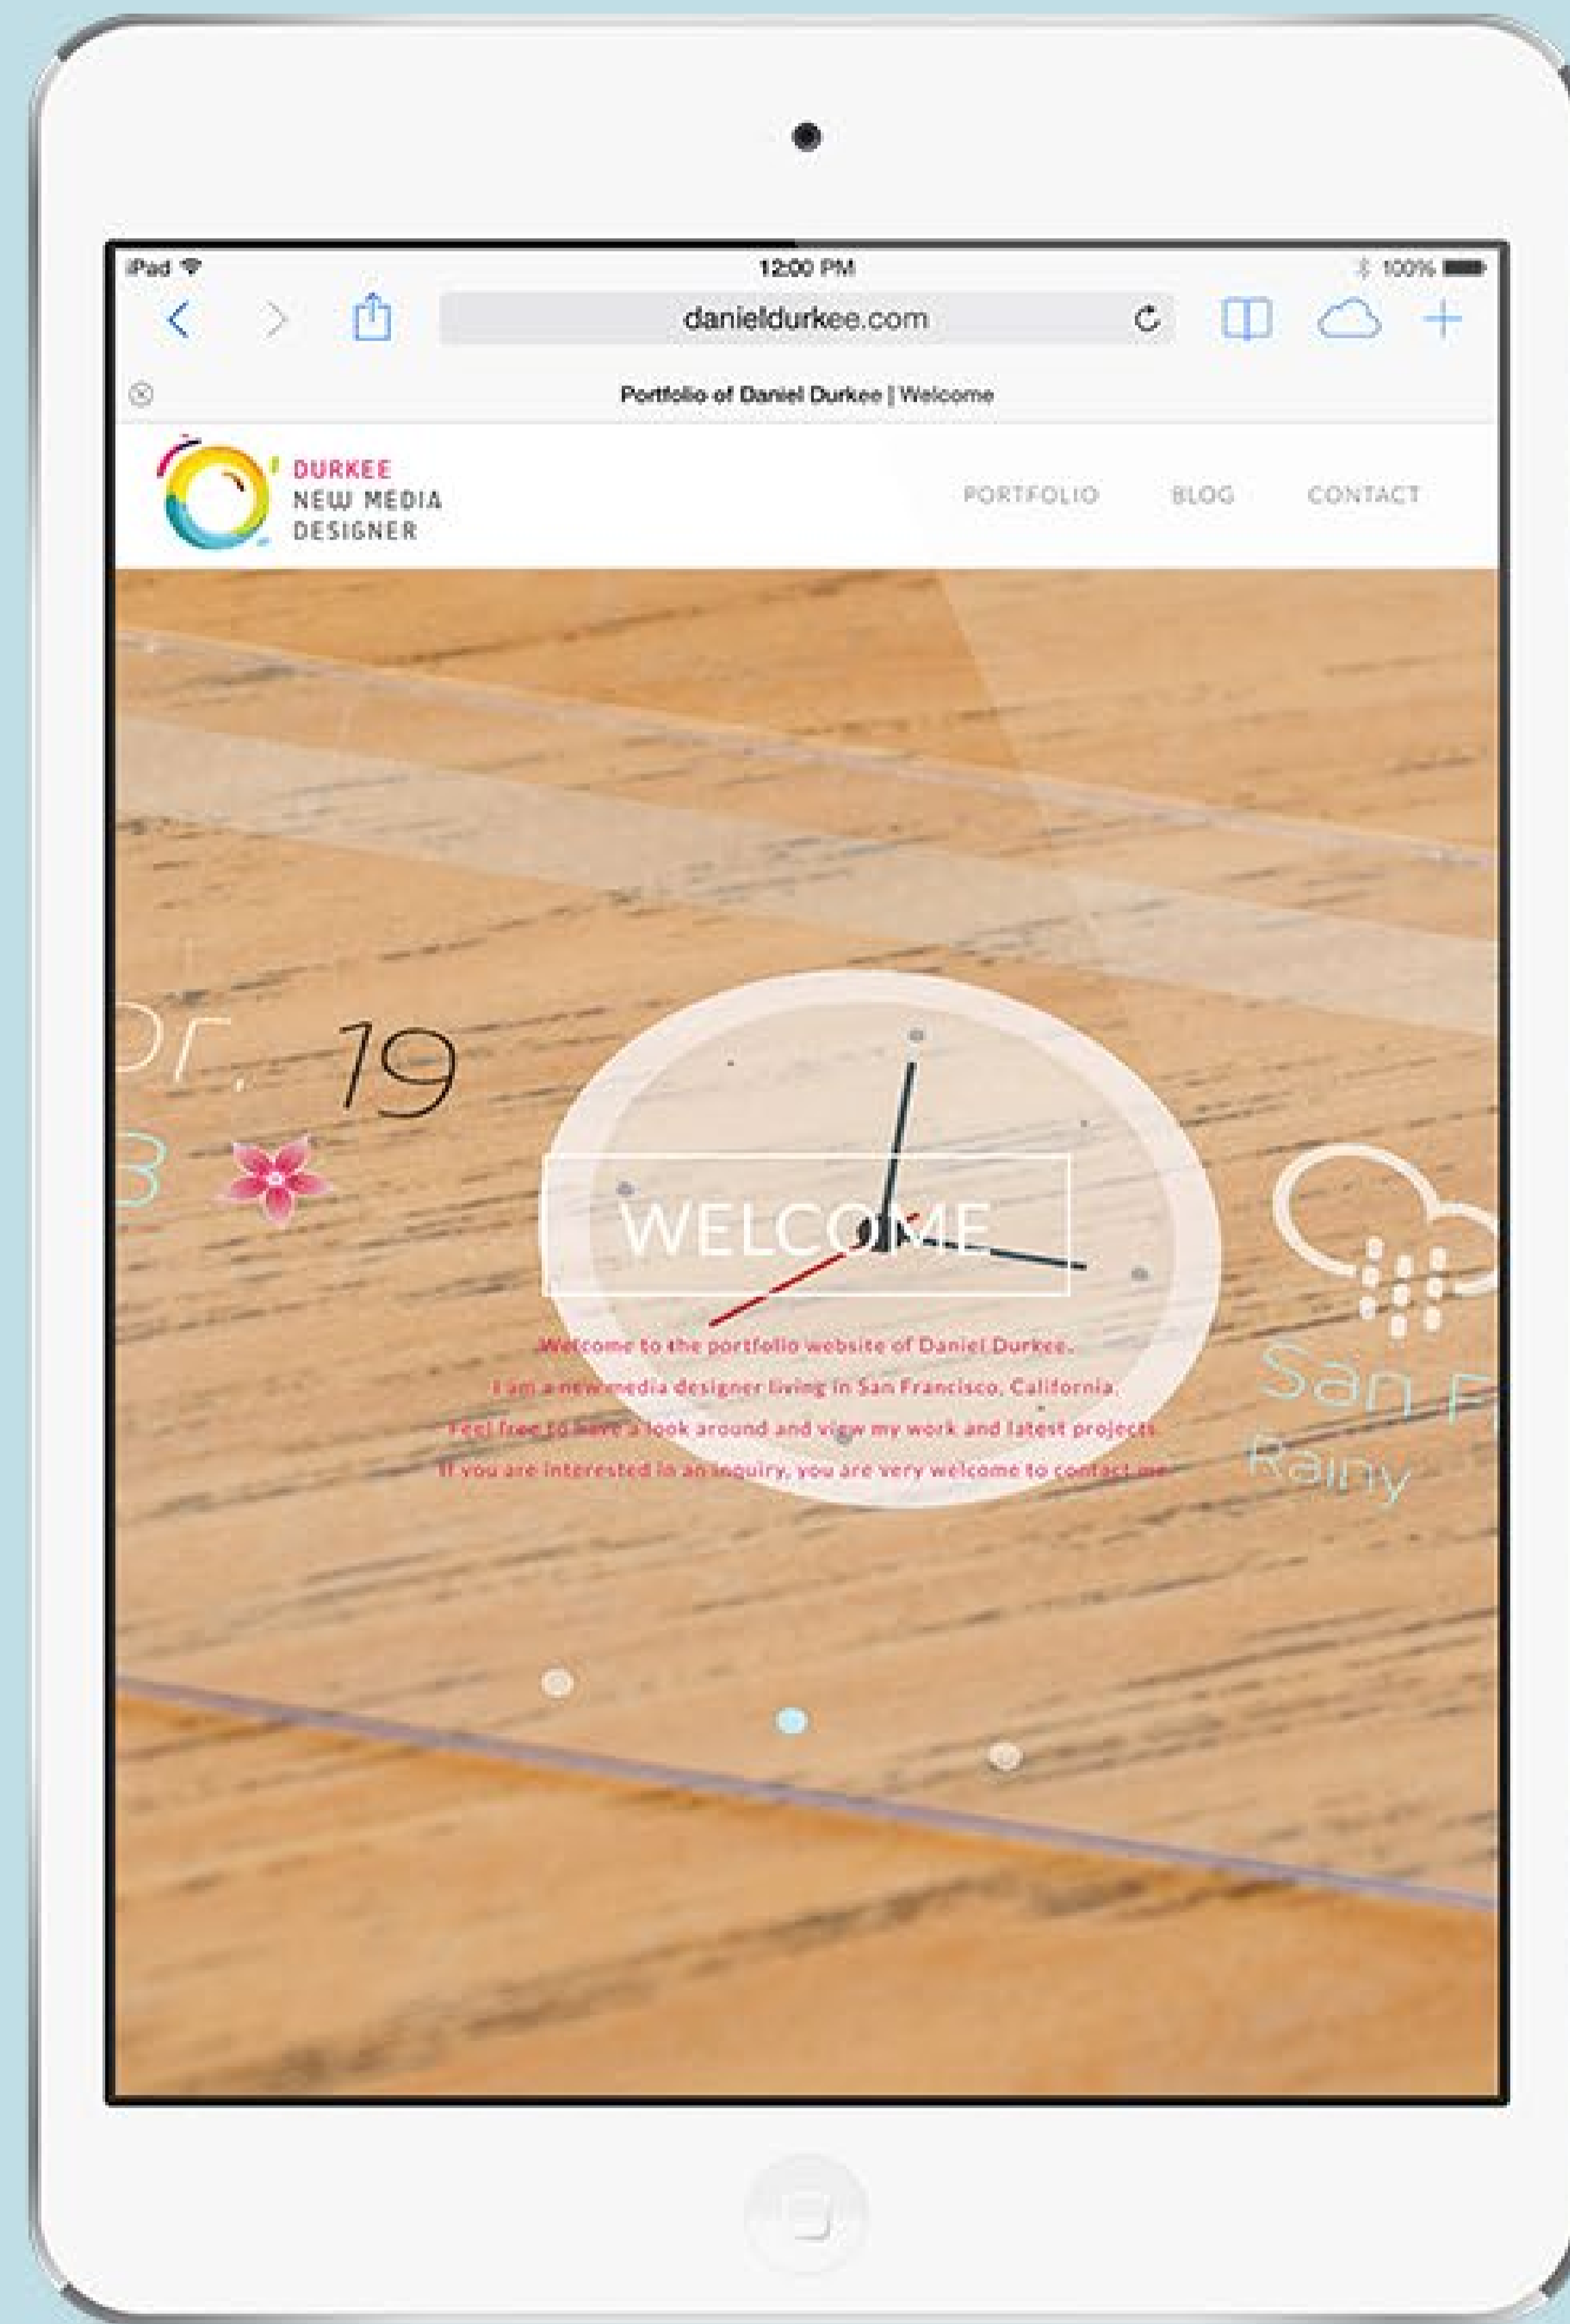 iPad
12:00 PM
100%
danieldurkee.com
Portfolio of Daniel Durkee | Welcome
DURKEE
NEW MEDIA
DESIGNER
PORTFOLIO
BLOG
CONTACT
19
3
WELCOME
Welcome to the portfolio website of Daniel Durkee.
I am a new media designer living in San Francisco, California.
Feel free to have a look around and view my work and latest projects.
If you are interested in an inquiry, you are very welcome to contact me.
San F
Rainy